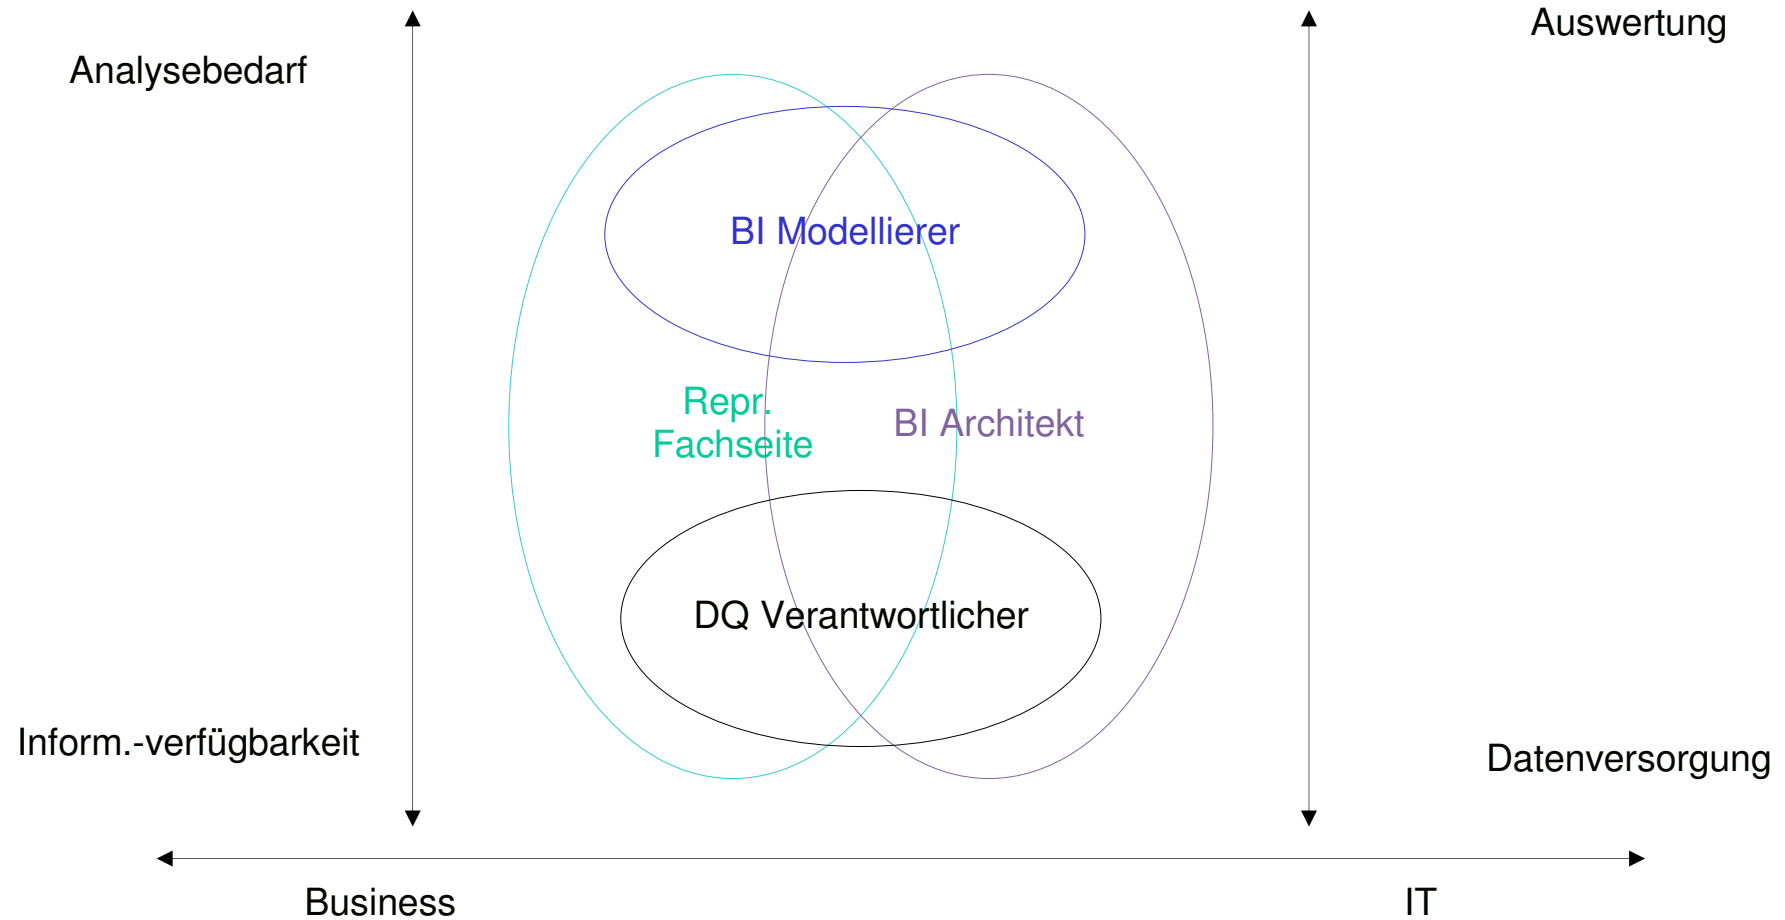 Auswertung
Analysebedarf
BI Modellierer
Repr.
Fachseite
BI Architekt
DQ Verantwortlicher
Inform.-verfügbarkeit
Datenversorgung
Business
IT